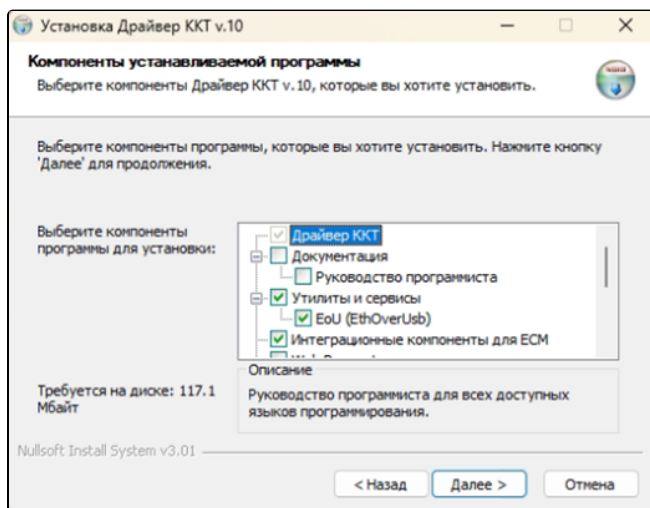 Установка Драйвер ККТ v.10
Компоненты устанавливаемой программы
Выберите компоненты Драйвер ККТ v.10, которые вы хотите установить.
Выберите компоненты программы, которые вы хотите установить. Нажмите кнопку
'Далее' для продолжения.
Выберите компоненты
программы для установки:
Драйвер ККТ
Документация
Руководство программиста
Утилиты и сервисы
EoU (EthOverUsb)
Интеграционные компоненты для ECM
Требуется на диске: 117.1
Мбайт
Описание
Руководство программиста для всех доступных
языков программирования.
Nullsoft Install System v3.01
< Назад
Далее >
Отмена